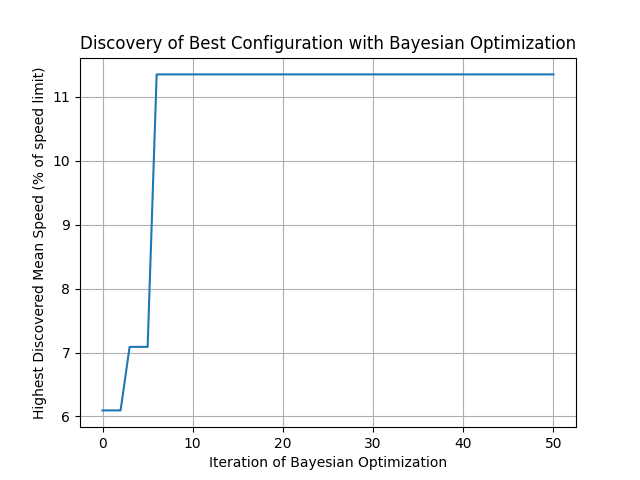 Discovery of Best Configuration with Bayesian Optimization
Highest Discovered Mean Speed (% of speed limit)
11
10
9
8
7
6
0 10 20 30 40 50
Iteration of Bayesian Optimization